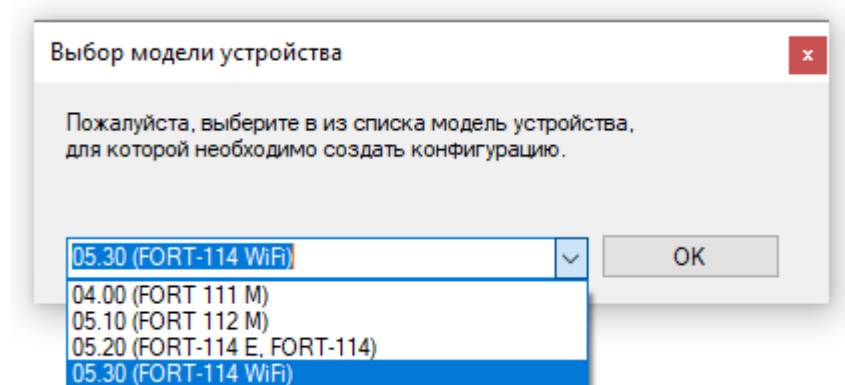 Выбор модели устройства
x
Пожалуйста, выберите в из списка модель устройства,
для которой необходимо создать конфигурацию.
05.30 (FORT-114 WiFi)
OK
04.00 (FORT 111 M)
05.10 (FORT 112 M)
05.20 (FORT-114 E, FORT-114)
05.30 (FORT-114 WiFi)